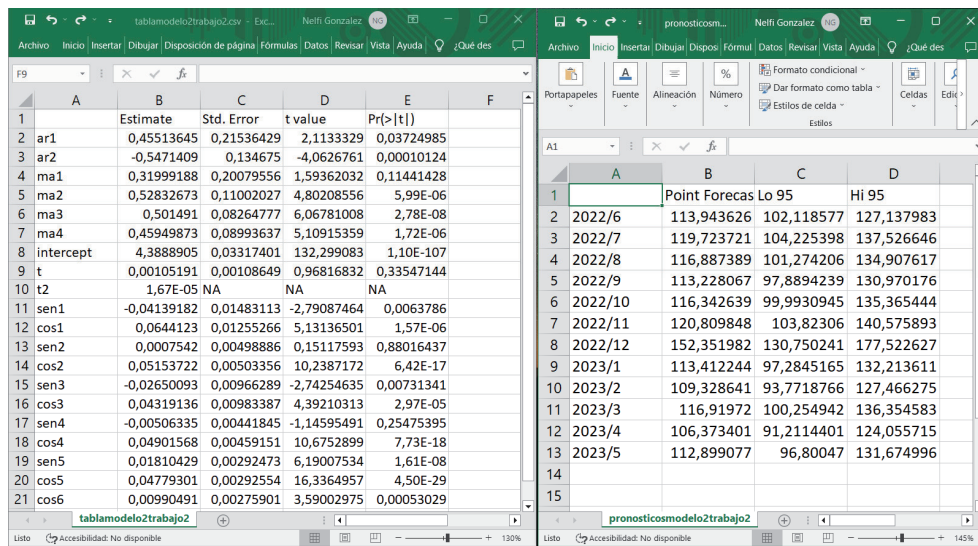 tablamodelo2trabajo2.csv - Exc...
Nelfi Gonzalez
NG
Archivo Inicio Insertar Dibujar Disposición de página Fórmulas Datos Revisar Vista Ayuda ¿Qué des
F9 fx
A B C D E F
1 Estimate Std. Error t value Pr(>|t|)
2 ar1 0,45513645 0,21536429 2,1133329 0,03724985
3 ar2 -0,5471409 0,134675 -4,0626761 0,00010124
4 ma1 0,31999188 0,20079556 1,59362032 0,11441428
5 ma2 0,52832673 0,11002027 4,80208556 5,99E-06
6 ma3 0,501491 0,08264777 6,06781008 2,78E-08
7 ma4 0,45949873 0,08993637 5,10915359 1,72E-06
8 intercept 4,3888905 0,03317401 132,299083 1,10E-107
9 t 0,00105191 0,00108649 0,96816832 0,33547144
10 t2 1,67E-05 NA NA NA
11 sen1 -0,04139182 0,01483113 -2,79087464 0,0063786
12 cos1 0,0644123 0,01255266 5,13136501 1,57E-06
13 sen2 0,0007542 0,00498886 0,15117593 0,88016437
14 cos2 0,05153722 0,00503356 10,2387172 6,42E-17
15 sen3 -0,02650093 0,00966289 -2,74254635 0,00731341
16 cos3 0,04319136 0,00983387 4,39210313 2,97E-05
17 sen4 -0,00506335 0,00441845 -1,14595491 0,25475395
18 cos4 0,04901568 0,00459151 10,6752899 7,73E-18
19 sen5 0,01810429 0,00292473 6,19007534 1,61E-08
20 cos5 0,04779301 0,00292554 16,3364957 4,50E-29
21 cos6 0,00990491 0,00275901 3,59002975 0,00053029
tablamodelo2trabajo2
Listo Accesibilidad: No disponible 130%
pronosticosm...
Nelfi Gonzalez
NG
Archivo Inicio Insertar Dibujar Disposi Fórmul Datos Revisar Vista Ayuda ¿Qué des
Portapapeles Fuente Alineación Número
Formato condicional
Dar formato como tabla
Estilos de celda
Estilos
Celdas Edic
A1 fx
A B C D
1 Point Forecas Lo 95 Hi 95
2 2022/6 113,943626 102,118577 127,137983
3 2022/7 119,723721 104,225398 137,526646
4 2022/8 116,887389 101,274206 134,907617
5 2022/9 113,228067 97,8894239 130,970176
6 2022/10 116,342639 99,9930945 135,365444
7 2022/11 120,809848 103,82306 140,575893
8 2022/12 152,351982 130,750241 177,522627
9 2023/1 113,412244 97,2845165 132,213611
10 2023/2 109,328641 93,7718766 127,466275
11 2023/3 116,91972 100,254942 136,354583
12 2023/4 106,373401 91,2114401 124,055715
13 2023/5 112,899077 96,80047 131,674996
14
15
pronosticosmodelo2trabajo2
Listo Accesibilidad: No disponible 145%